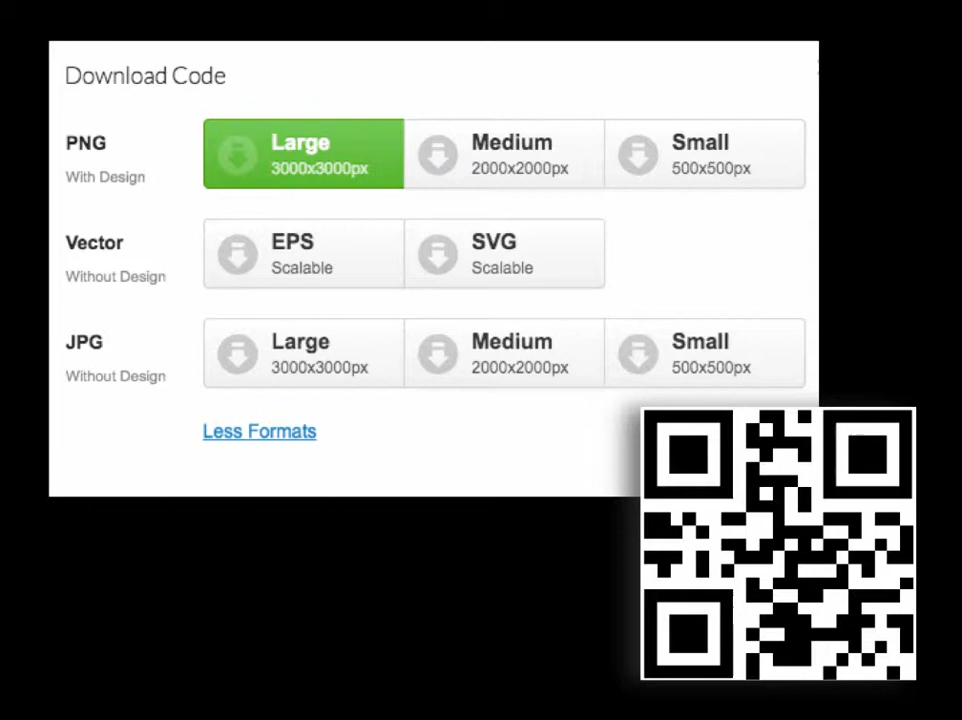 Download Code
PNG
With Design
Large
3000x3000px
Medium
2000x2000px
Small
500x500px
Vector
Without Design
EPS
Scalable
SVG
Scalable
JPG
Without Design
Large
3000x3000px
Medium
2000x2000px
Small
500x500px
Less Formats